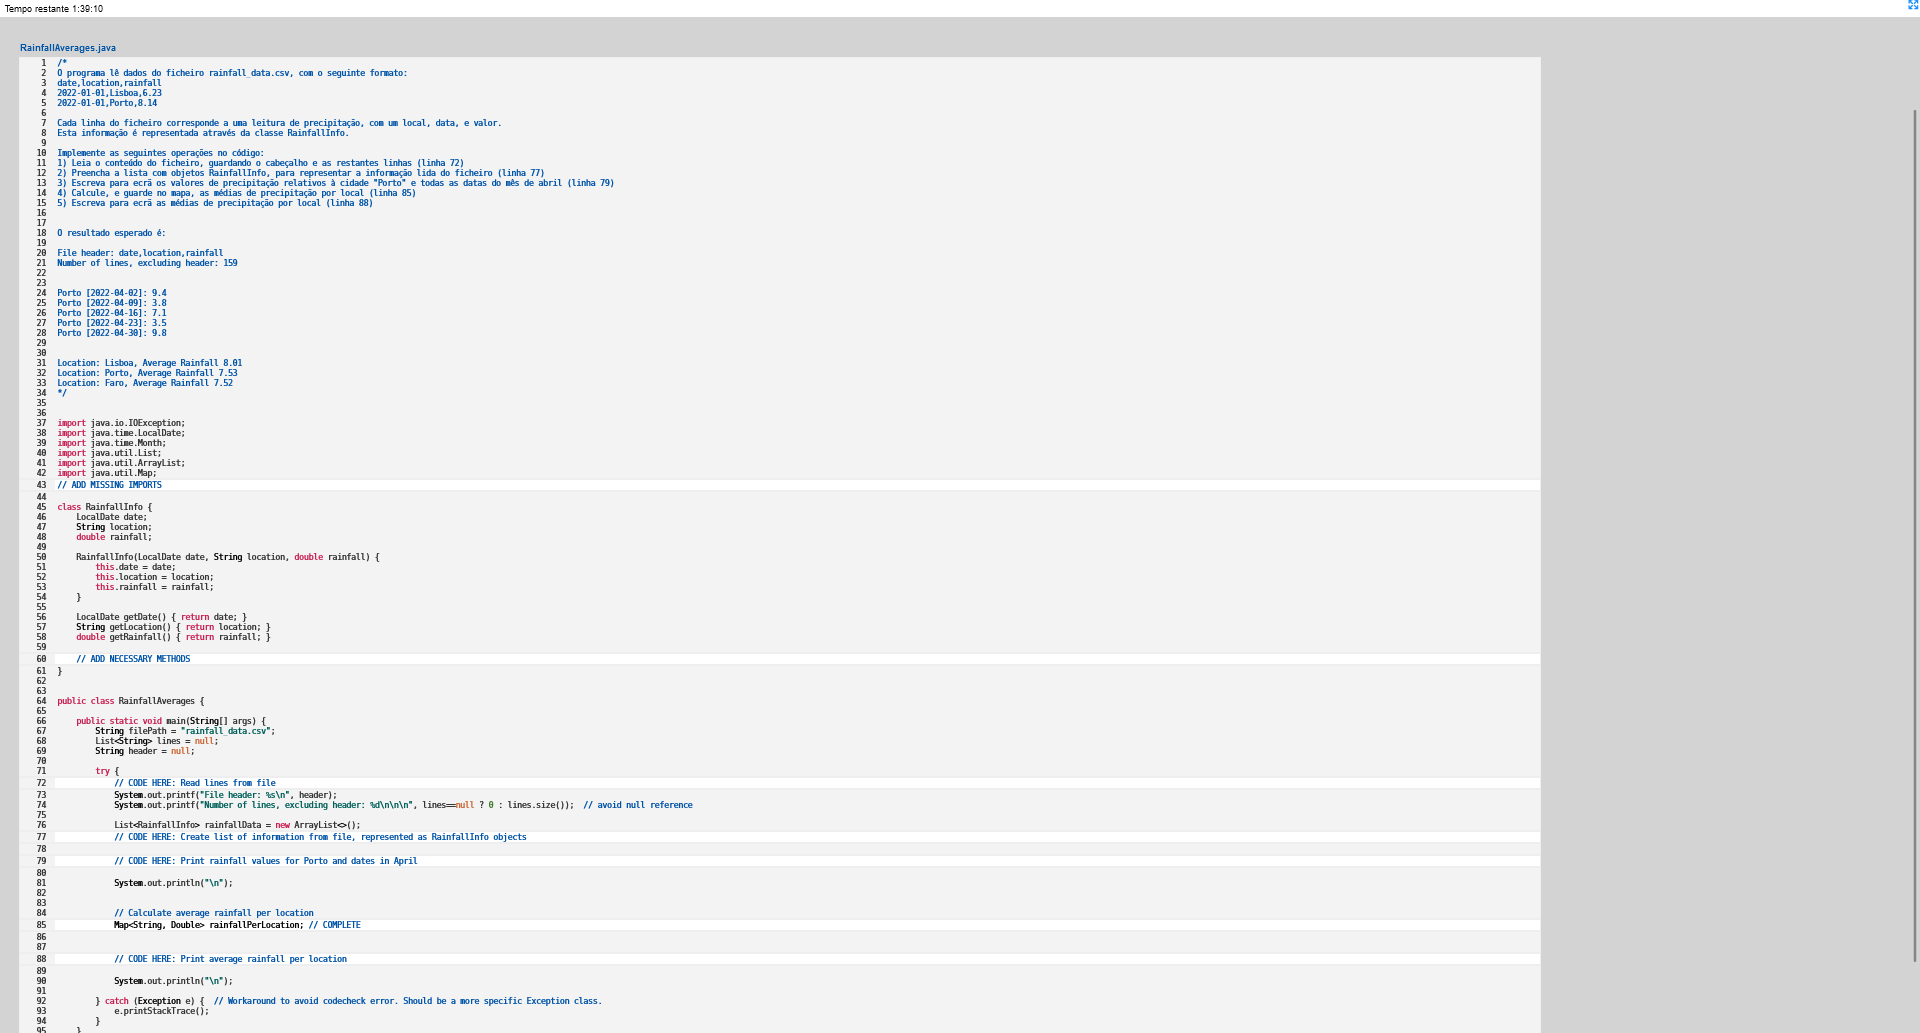 Tempo restante 1:39:10
RainfallAverages.java
1 /*
2 O programa lê dados do ficheiro rainfall_data.csv, com o seguinte formato:
3 date,location,rainfall
4 2022-01-01,Lisboa,6.23
5 2022-01-01,Porto,8.14
6
7 Cada linha do ficheiro corresponde a uma leitura de precipitação, com um local, data, e valor.
8 Esta informação é representada através da classe RainfallInfo.
9
10 Implemente as seguintes operações no código:
11 1) Leia o conteúdo do ficheiro, guardando o cabeçalho e as restantes linhas (linha 72)
12 2) Preencha a lista com objetos RainfallInfo, para representar a informação lida do ficheiro (linha 77)
13 3) Escreva para ecrã os valores de precipitação relativos à cidade "Porto" e todas as datas do mês de abril (linha 79)
14 4) Calcule, e guarde no mapa, as médias de precipitação por local (linha 85)
15 5) Escreva para ecrã as médias de precipitação por local (linha 88)
16
17
18 O resultado esperado é:
19
20 File header: date,location,rainfall
21 Number of lines, excluding header: 159
22
23
24 Porto [2022-04-02]: 9.4
25 Porto [2022-04-09]: 3.8
26 Porto [2022-04-16]: 7.1
27 Porto [2022-04-23]: 3.5
28 Porto [2022-04-30]: 9.8
29
30
31 Location: Lisboa, Average Rainfall 8.01
32 Location: Porto, Average Rainfall 7.53
33 Location: Faro, Average Rainfall 7.52
34 */
35
36
37 import java.io.IOException;
38 import java.time.LocalDate;
39 import java.time.Month;
40 import java.util.List;
41 import java.util.ArrayList;
42 import java.util.Map;
43 // ADD MISSING IMPORTS
44
45 class RainfallInfo {
46 LocalDate date;
47 String location;
48 double rainfall;
49
50 RainfallInfo(LocalDate date, String location, double rainfall) {
51 this.date = date;
52 this.location = location;
53 this.rainfall = rainfall;
54 }
55
56 LocalDate getDate() { return date; }
57 String getLocation() { return location; }
58 double getRainfall() { return rainfall; }
59
60 // ADD NECESSARY METHODS
61 }
62
63
64 public class RainfallAverages {
65
66 public static void main(String[] args) {
67 String filePath = "rainfall_data.csv";
68 List<String> lines = null;
69 String header = null;
70
71 try {
72 // CODE HERE: Read lines from file
73 System.out.printf("File header: %s\n", header);
74 System.out.printf("Number of lines, excluding header: %d\n\n\n", lines==null ? 0 : lines.size()); // avoid null reference
75
76 List<RainfallInfo> rainfallData = new ArrayList<>();
77 // CODE HERE: Create list of information from file, represented as RainfallInfo objects
78
79 // CODE HERE: Print rainfall values for Porto and dates in April
80
81 System.out.println("\n");
82
83
84 // Calculate average rainfall per location
85 Map<String, Double> rainfallPerLocation; // COMPLETE
86
87
88 // CODE HERE: Print average rainfall per location
89
90 System.out.println("\n");
91
92 } catch (Exception e) { // Workaround to avoid codecheck error. Should be a more specific Exception class.
93 e.printStackTrace();
94 }
95 }